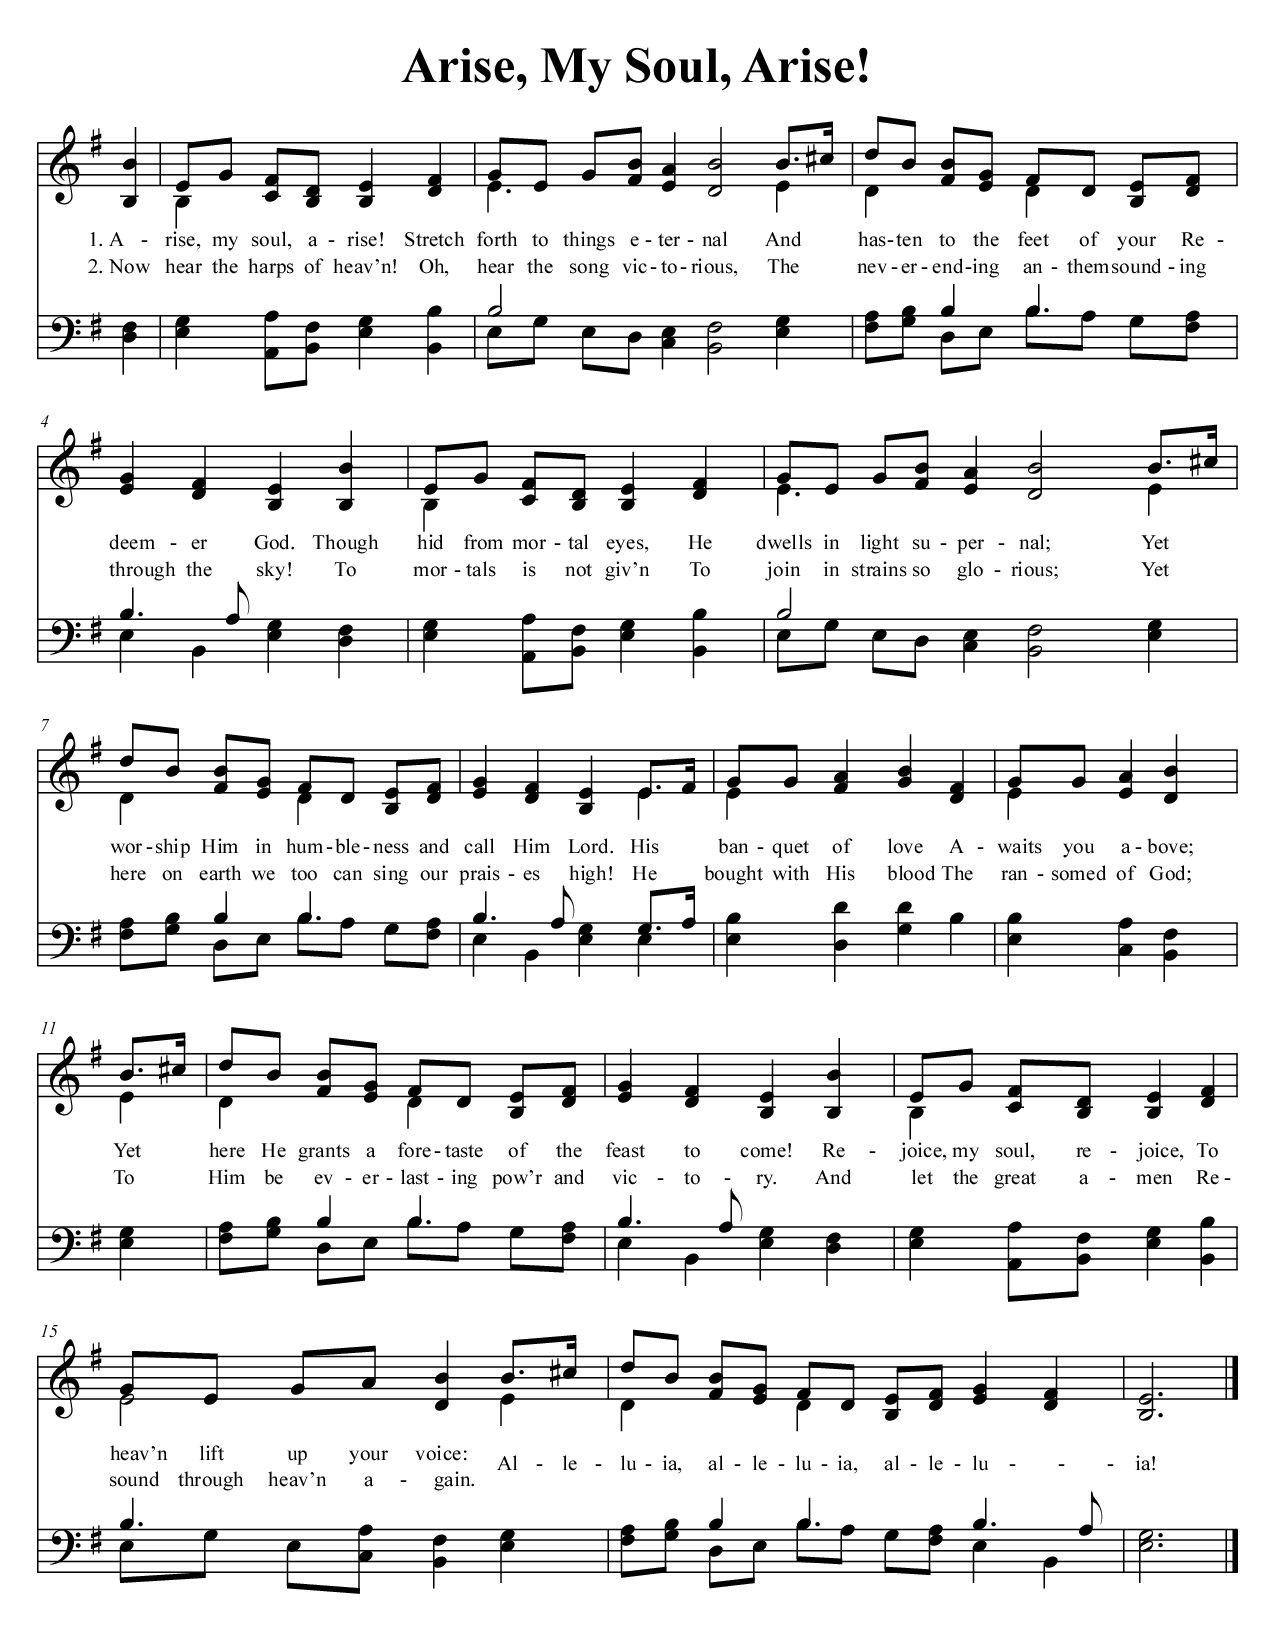 Arise, My Soul, Arise!
1. A - rise, my soul, a - rise! Stretch forth to things e - ter - nal And has - ten to the feet of your Re -
2. Now hear the harps of heav’n! Oh, hear the song vic - to - rious, The nev - er - end - ing an - them sound - ing
4
deem - er God. Though hid from mor - tal eyes, He dwells in light su - per - nal; Yet
through the sky! To mor - tals is not giv’n To join in strains so glo - rious; Yet
7
wor - ship Him in hum - ble - ness and call Him Lord. His ban - quet of love A - waits you a - bove;
here on earth we too can sing our prais - es high! He bought with His blood The ran - somed of God;
11
Yet here He grants a fore - taste of the feast to come! Re - joice, my soul, re - joice, To
To Him be ev - er - last - ing pow’r and vic - to - ry. And let the great a - men Re -
15
heav’n lift up your voice:
Al - le - lu - ia, al - le - lu - ia, al - le - lu - - ia!
sound through heav’n a - gain.